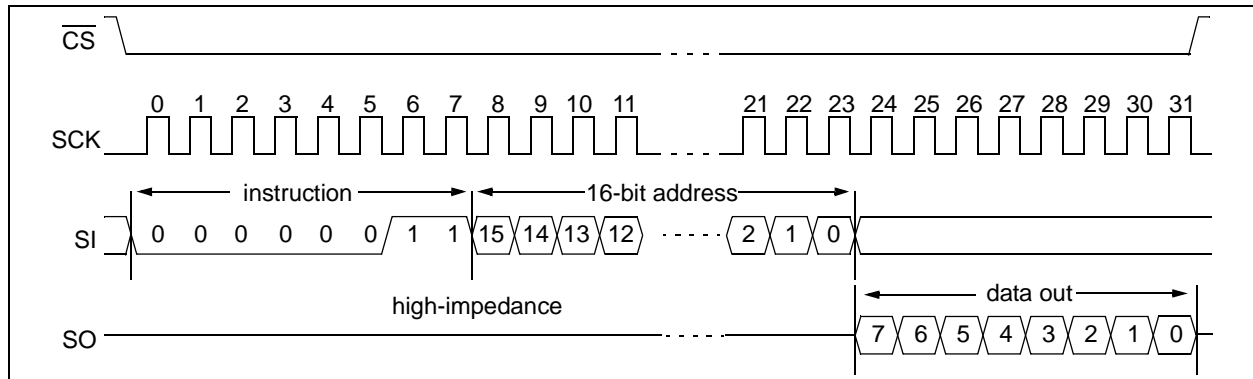 CS
0 1 2 3 4 5 6 7 8 9 10 11 21 22 23 24 25 26 27 28 29 30 31
SCK
instruction 16-bit address
SI 0 0 0 0 0 0 1 1 15 14 13 12 2 1 0
high-impedance data out
SO 7 6 5 4 3 2 1 0